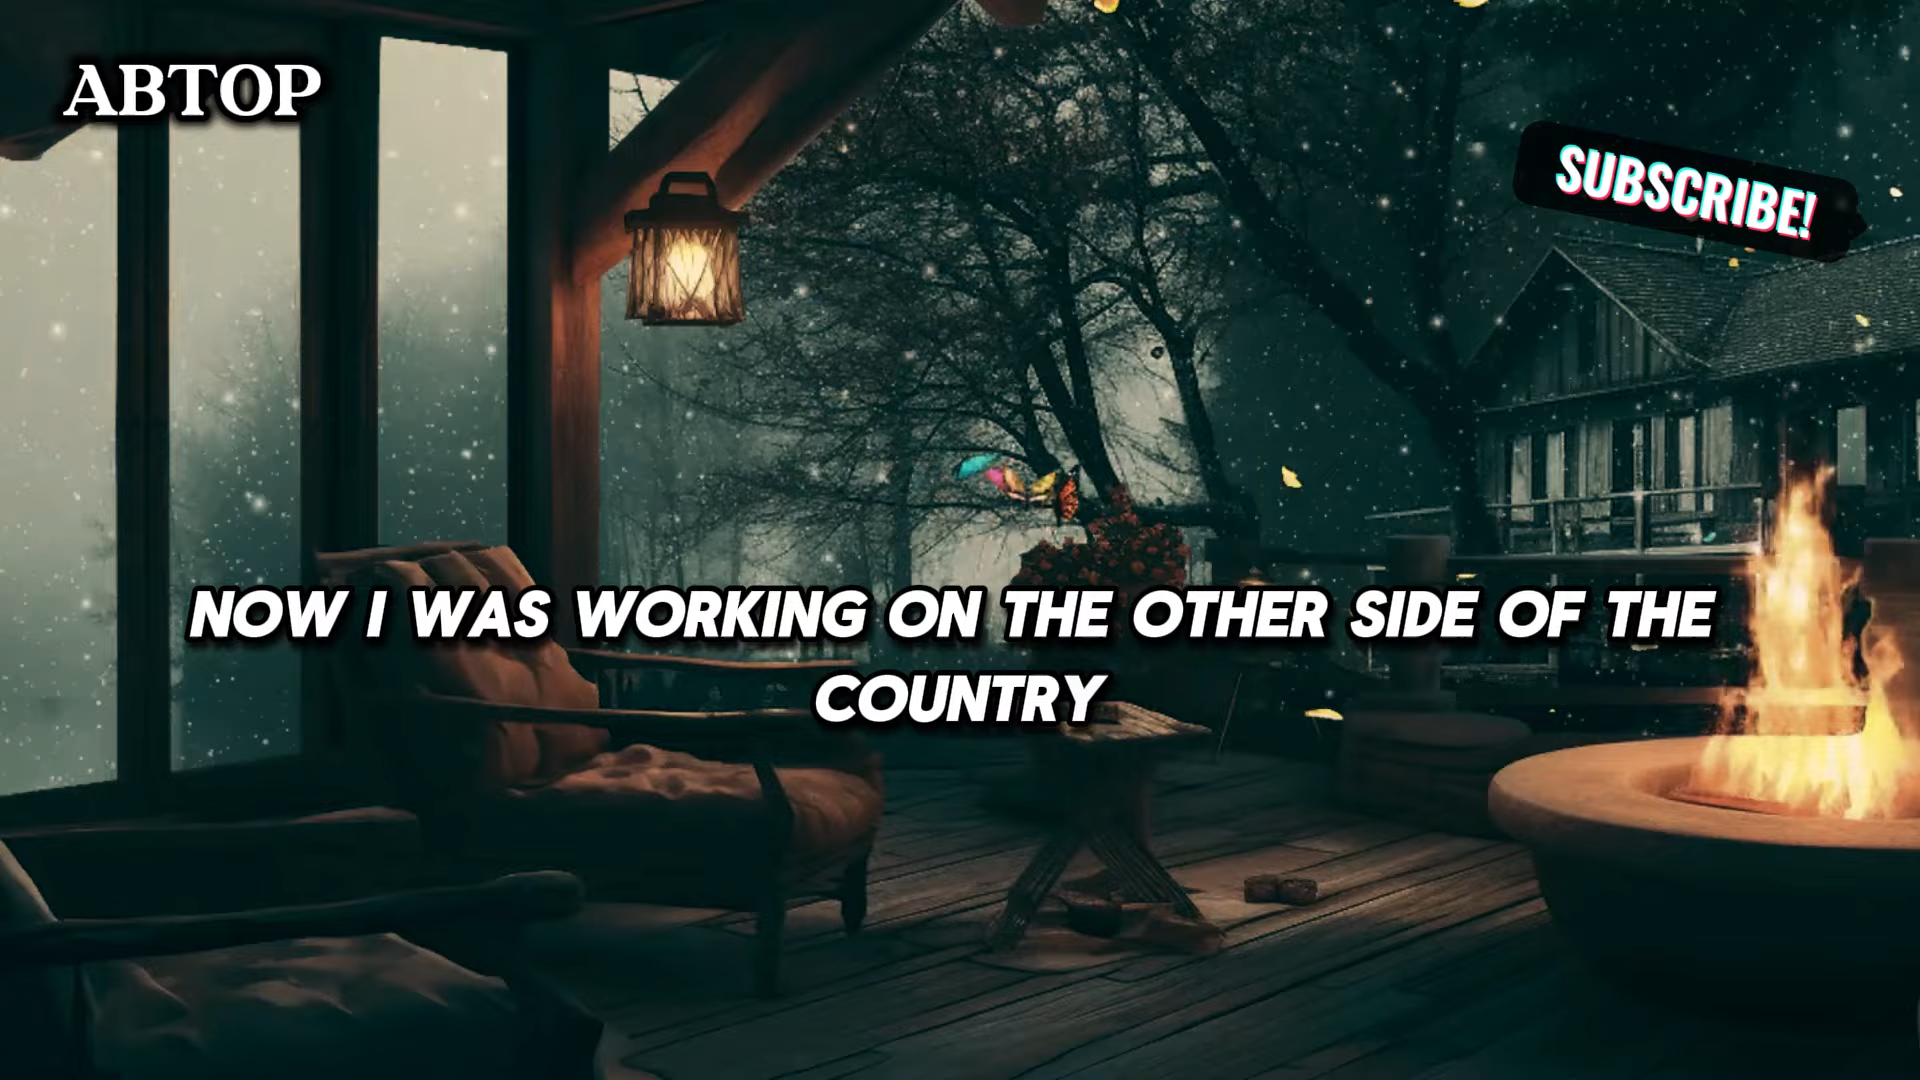 ABTOP
SUBSCRIBE!
NOW I WAS WORKING ON THE OTHER SIDE OF THE
COUNTRY